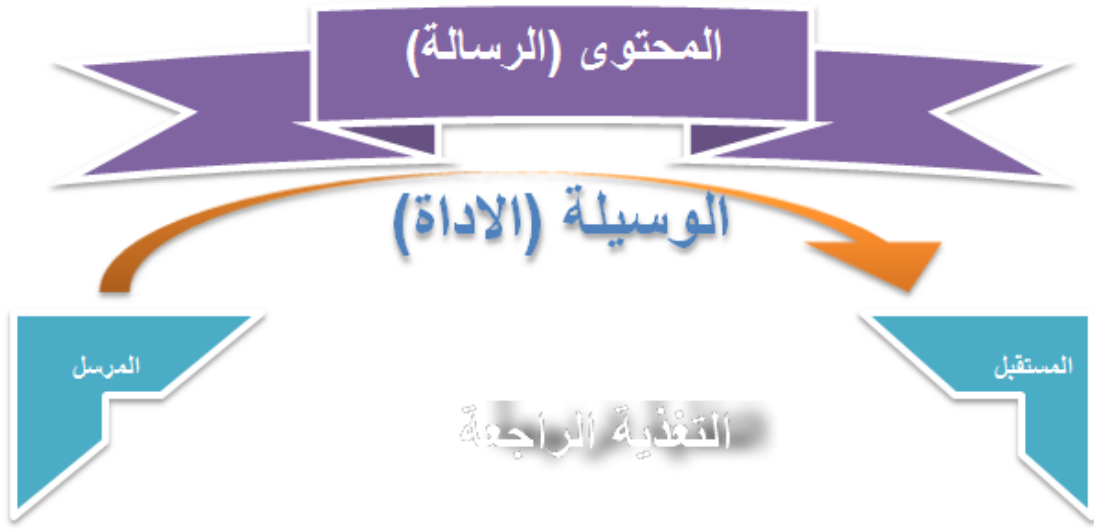 المحتوى (الرسالة)
الوسيلة (الاداة)
المستقبل
المرسل
التغذية الراجعة